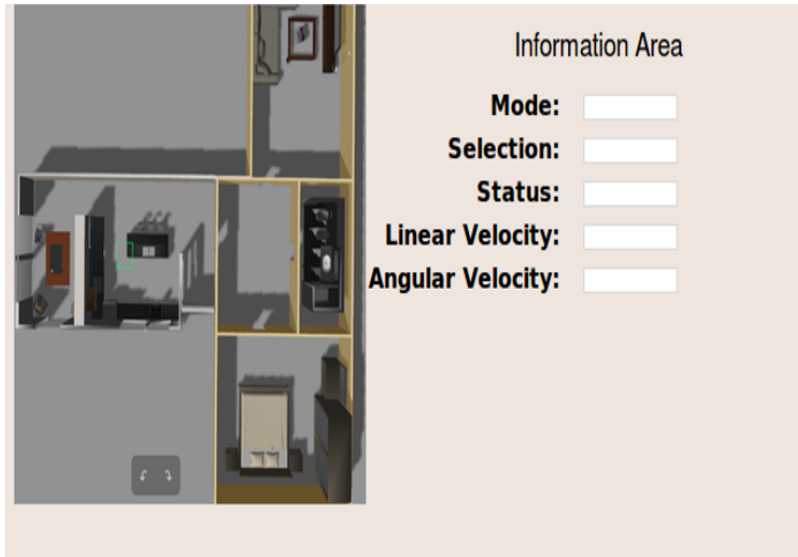 Information Area
Mode:
Selection:
Status:
Linear Velocity:
Angular Velocity: